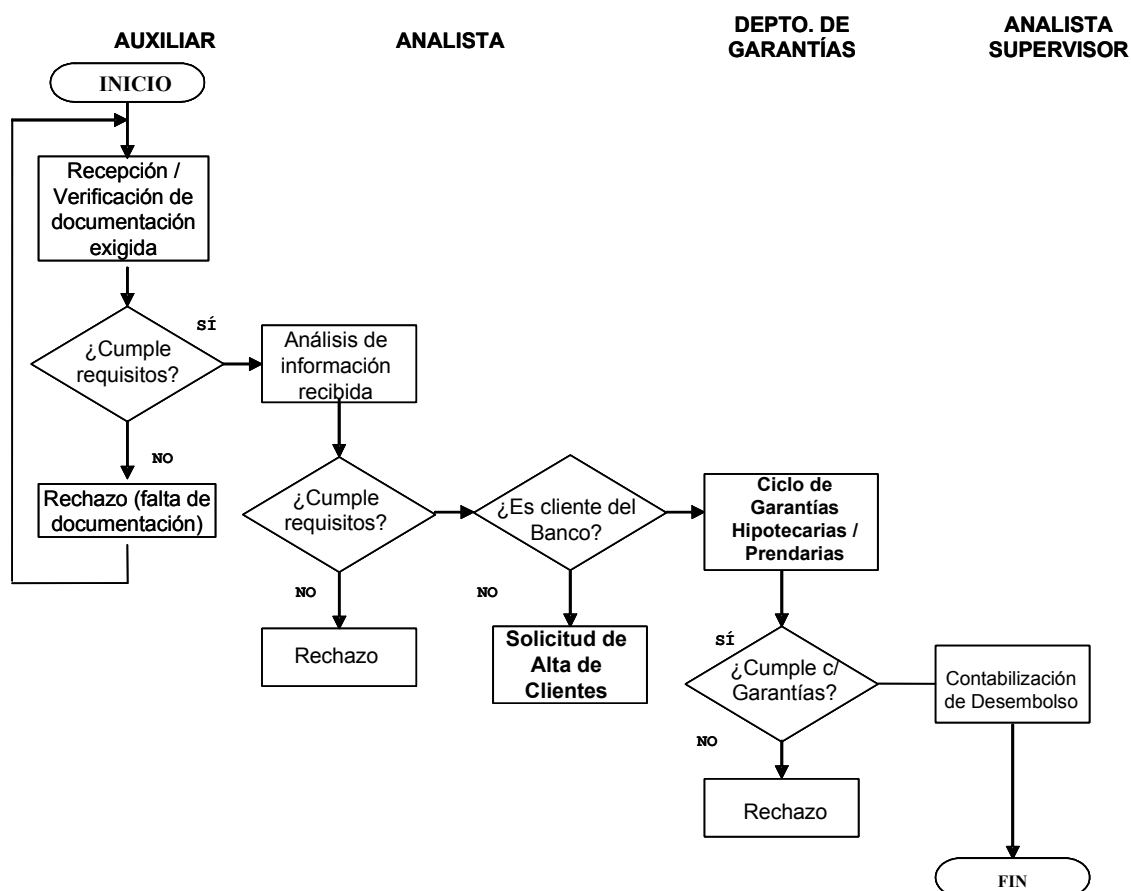 AUXILIAR
ANALISTA
DEPTO. DE
GARANTÍAS
ANALISTA
SUPERVISOR
INICIO
Recepción /
Verificación de
documentación
exigida
¿Cumple
requisitos?
SÍ
NO
Rechazo (falta de
documentación)
Análisis de
información
recibida
¿Cumple
requisitos?
NO
Rechazo
¿Es cliente del
Banco?
NO
Solicitud de
Alta de
Clientes
Ciclo de
Garantías
Hipotecarias /
Prendarias
SÍ
¿Cumple c/
Garantías?
NO
Rechazo
Contabilización
de Desembolso
FIN